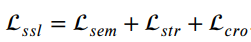 ℒ_ssl = ℒ_sem + ℒ_str + ℒ_cro